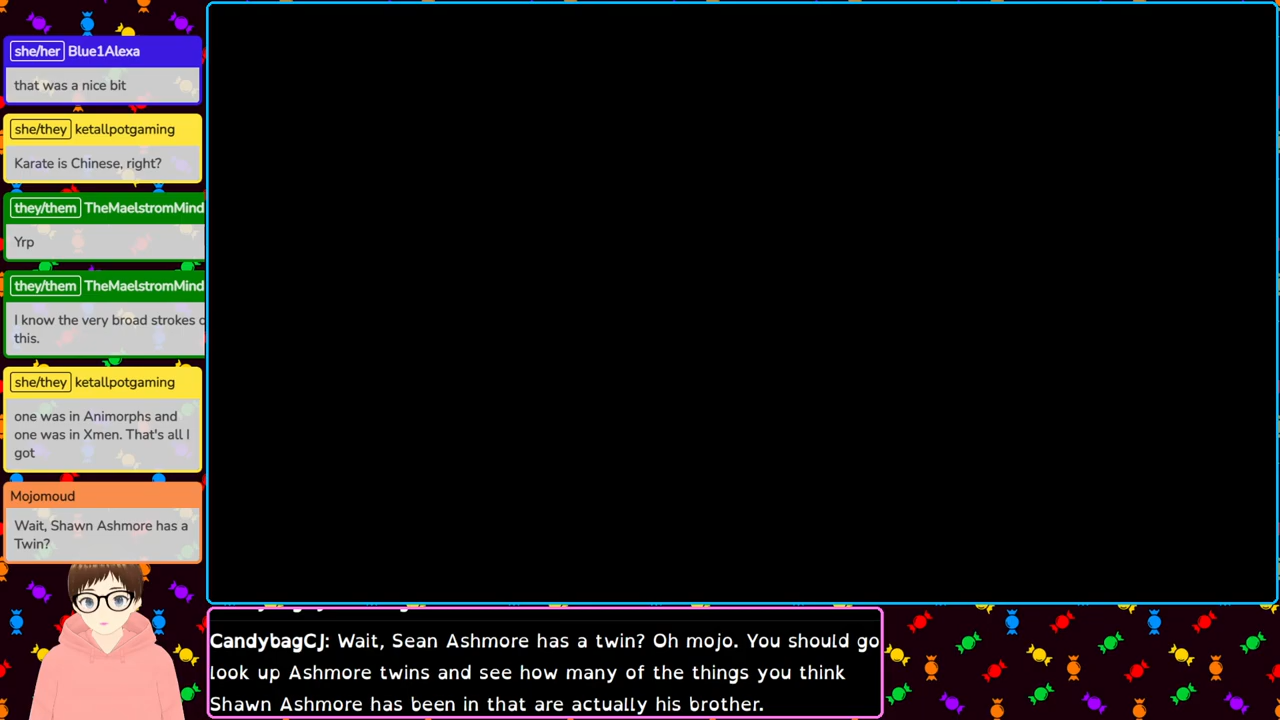 she/her Blue1Alexa
that was a nice bit
she/they ketallpotgaming
Karate is Chinese, right?
they/them TheMaelstromMind
Yrp
they/them TheMaelstromMind
I know the very broad strokes
this.
she/they ketallpotgaming
one was in Animorphs and
one was in Xmen. That's all I
got
Mojomoud
Wait, Shawn Ashmore has a
Twin?
CandybagCJ: Wait, Sean Ashmore has a twin? Oh mojo. You should go
look up Ashmore twins and see how many of the things you think
Shawn Ashmore has been in that are actually his brother.